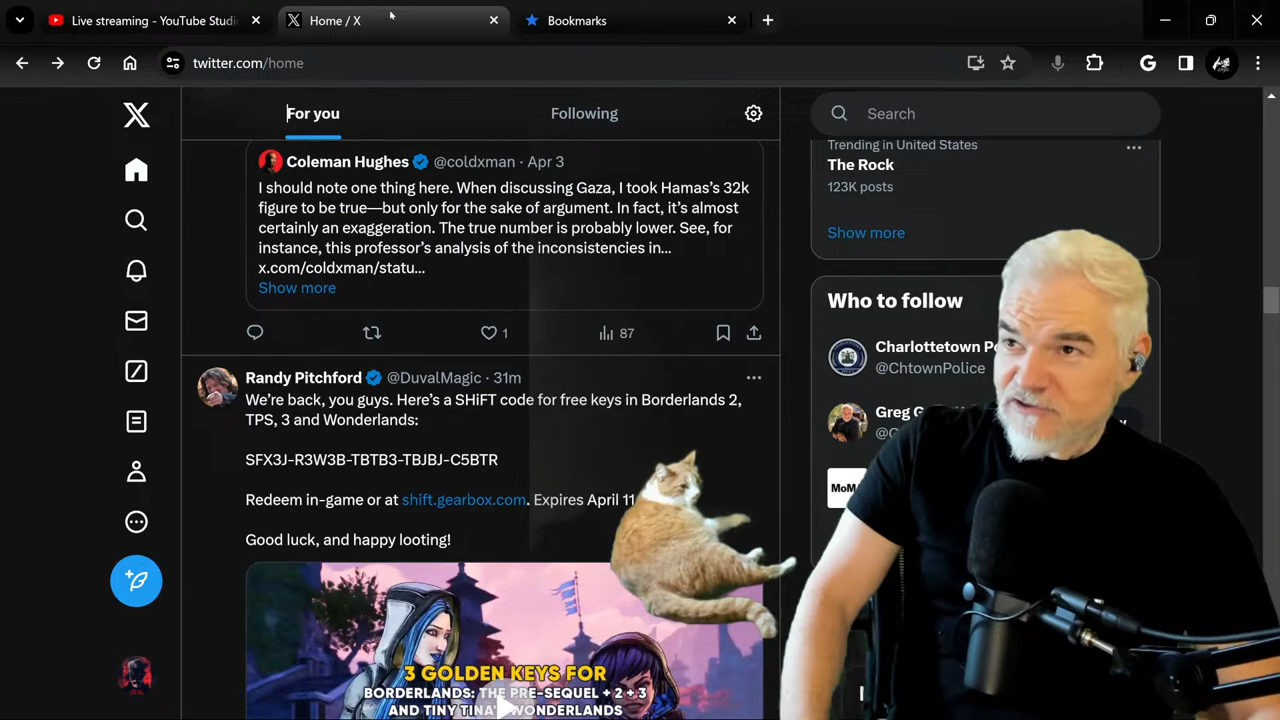 Live streaming - YouTube Studi
Home / X
Bookmarks
twitter.com/home
For you
Following
Search
Coleman Hughes @coldxman · Apr 3
I should note one thing here. When discussing Gaza, I took Hamas's 32k
figure to be true—but only for the sake of argument. In fact, it's almost
certainly an exaggeration. The true number is probably lower. See, for
instance, this professor's analysis of the inconsistencies in...
x.com/coldxman/statu...
Show more
1
87
Randy Pitchford @DuvalMagic · 31m
We're back, you guys. Here's a SHiFT code for free keys in Borderlands 2,
TPS, 3 and Wonderlands:
SFX3J-R3W3B-TBTB3-TBJBJ-C5BTR
Redeem in-game or at shift.gearbox.com. Expires April 11
Good luck, and happy looting!
3 GOLDEN KEYS FOR
BORDERLANDS: THE PRE-SEQUEL + 2 + 3
AND TINY TINA'S WONDERLANDS
Trending in United States
The Rock
123K posts
Show more
Who to follow
Charlottetown P
@ChtownPolice
Greg G
MoM